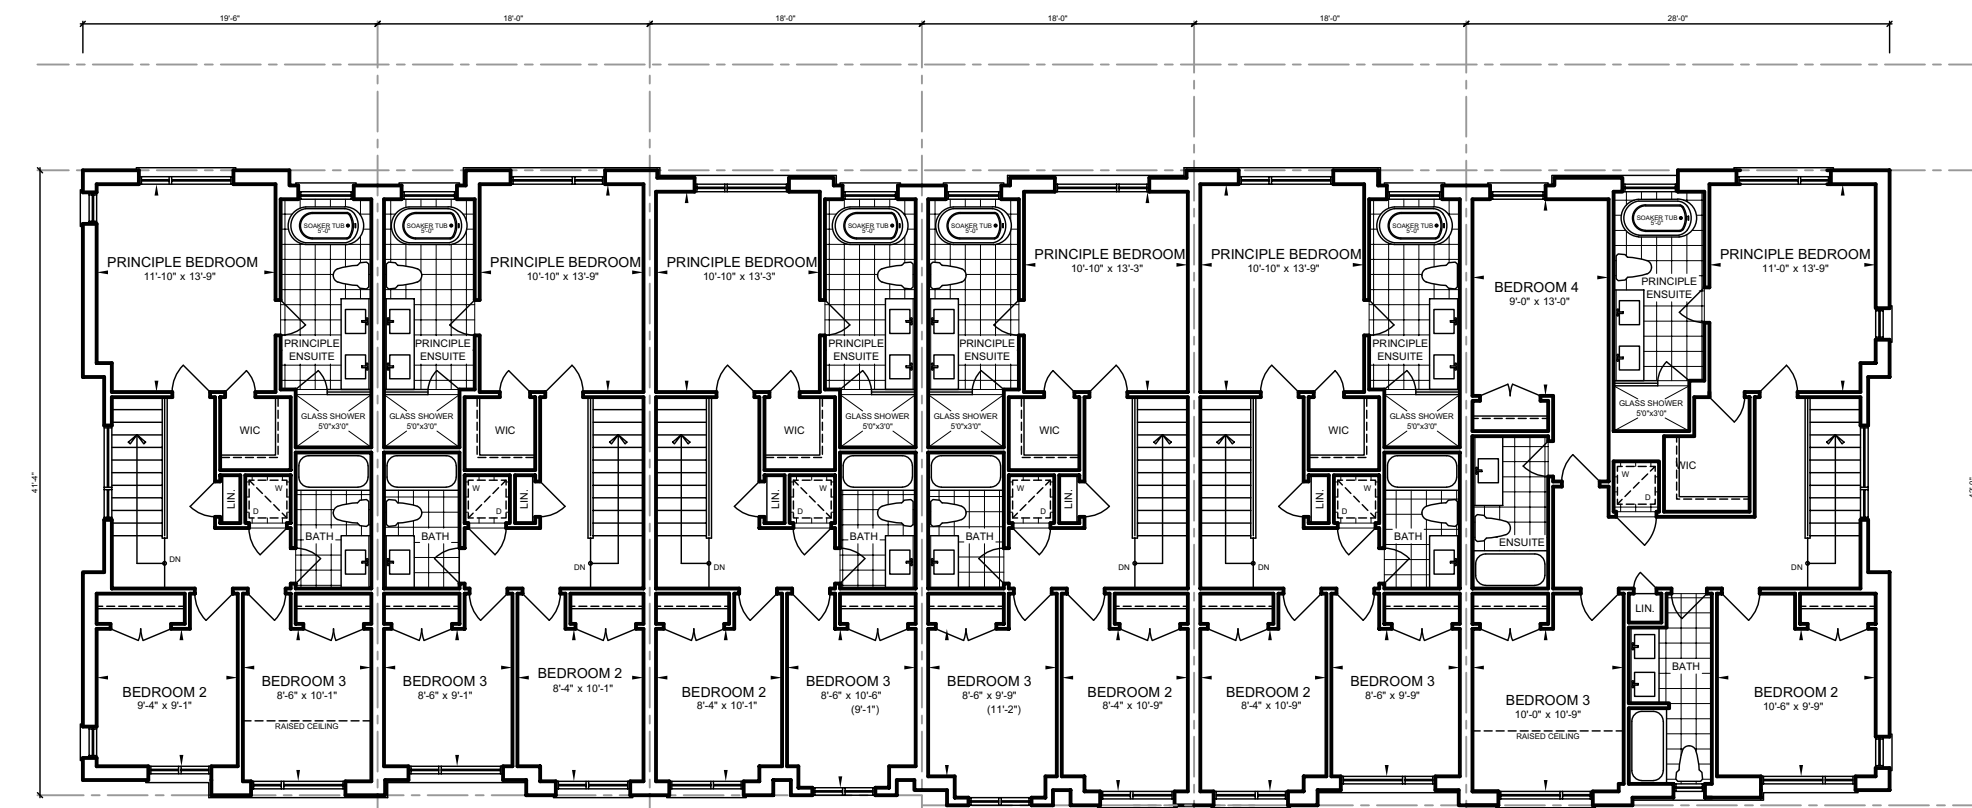 19'-6"
18'-0"
18'-0"
18'-0"
18'-0"
28'-0"
41'-4"
SOAKER TUB
5'-0"
SOAKER TUB
5'-0"
SOAKER TUB
5'-0"
SOAKER TUB
5'-0"
SOAKER TUB
5'-0"
SOAKER TUB
5'-0"
PRINCIPLE BEDROOM
11'-10" x 13'-9"
PRINCIPLE BEDROOM
10'-10" x 13'-9"
PRINCIPLE BEDROOM
10'-10" x 13'-3"
PRINCIPLE BEDROOM
10'-10" x 13'-3"
PRINCIPLE BEDROOM
10'-10" x 13'-9"
BEDROOM 4
9'-0" x 13'-0"
PRINCIPLE
ENSUITE
PRINCIPLE BEDROOM
11'-0" x 13'-9"
PRINCIPLE
ENSUITE
PRINCIPLE
ENSUITE
PRINCIPLE
ENSUITE
PRINCIPLE
ENSUITE
PRINCIPLE
ENSUITE
WIC
GLASS SHOWER
5'0"x3'0"
GLASS SHOWER
5'0"x3'0"
WIC
WIC
GLASS SHOWER
5'0"x3'0"
GLASS SHOWER
5'0"x3'0"
WIC
WIC
GLASS SHOWER
5'0"x3'0"
GLASS SHOWER
5'0"x3'0"
WIC
LIN.
W
D
W
D
LIN.
LIN.
W
D
W
D
LIN.
LIN.
W
D
W
D
DN
BATH
BATH
DN
DN
BATH
BATH
DN
DN
BATH
ENSUITE
DN
LIN.
BEDROOM 2
9'-4" x 9'-1"
BEDROOM 3
8'-6" x 10'-1"
RAISED CEILING
BEDROOM 3
8'-6" x 9'-1"
BEDROOM 2
8'-4" x 10'-1"
BEDROOM 2
8'-4" x 10'-1"
BEDROOM 3
8'-6" x 10'-6"
(9'-1")
BEDROOM 3
8'-6" x 9'-9"
(11'-2")
BEDROOM 2
8'-4" x 10'-9"
BEDROOM 2
8'-4" x 10'-9"
BEDROOM 3
8'-6" x 9'-9"
BEDROOM 3
10'-0" x 10'-9"
RAISED CEILING
BATH
BEDROOM 2
10'-6" x 9'-9"